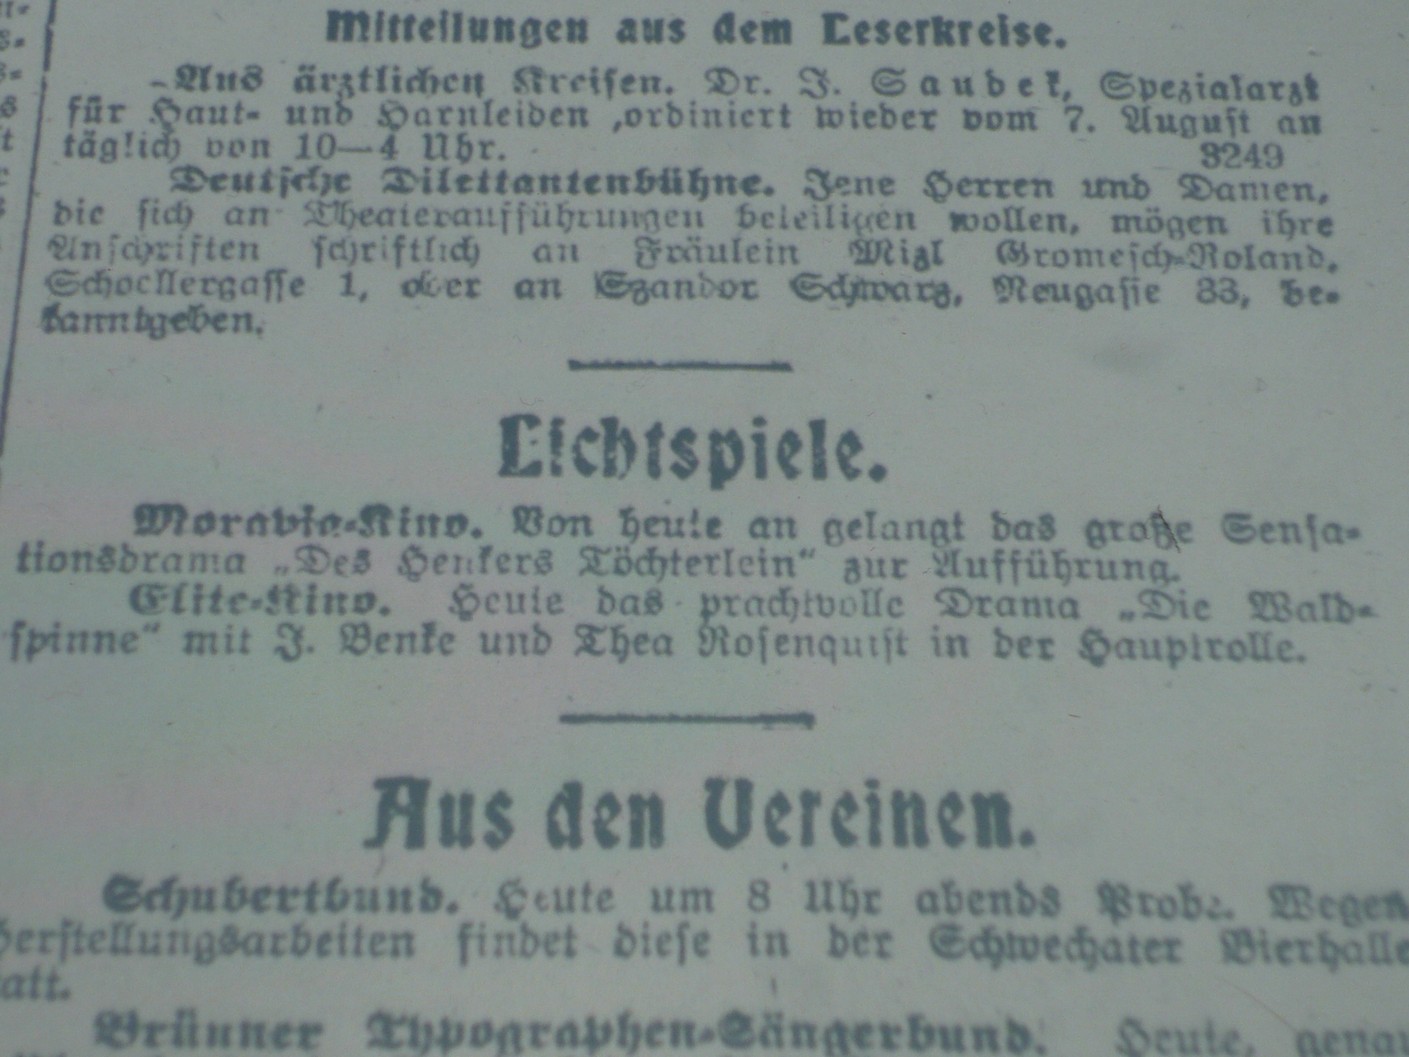 Mitteilungen aus dem Leserkreise.
-Aus ärztlichen Kreisen. Dr. J. Saudek, Spezialarzt
für Haut- und Harnleiden ,ordiniert wieder vom 7. August an
täglich von 10—4 Uhr. 3249
Deutsche Dilettantenbühne. Jene Herren und Damen,
die sich an Theateraufführungen beteiligen wollen, mögen ihre
Anschriften schriftlich an Fräulein Mizl Gromesch-Roland,
Schoellergasse 1, oder an Szandor Schwarz, Neugasse 83, be-
kanntgeben.
Lichtspiele.
Moravia-Kino. Von heute an gelangt das große Sensa-
tionsdrama „Des Henkers Töchterlein“ zur Aufführung.
Elite-Kino. Heute das prachtvolle Drama „Die Wald-
spinne“ mit J. Benke und Thea Rosenquist in der Hauptrolle.
Aus den Vereinen.
Schubertbund. Heute um 8 Uhr abends Probe. Wegen
herstellungsarbeiten findet diese in der Schwechater Bierhalle
att.
Brünner Typographen-Sängerbund. Heute, genau